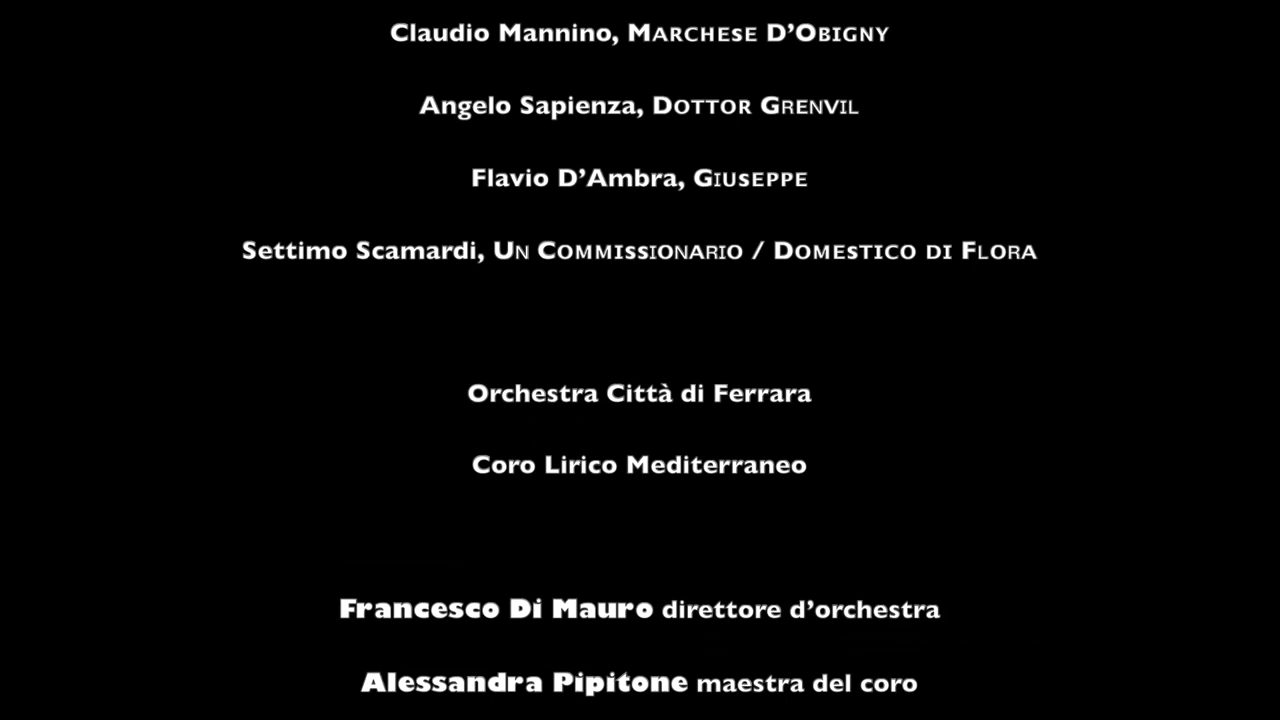 Claudio Mannino, MARCHESE D’OBIGNY
Angelo Sapienza, DOTTOR GRENVIL
Flavio D’Ambra, GIUSEPPE
Settimo Scamardi, UN COMMISSIONARIO / DOMESTICO DI FLORA
Orchestra Città di Ferrara
Coro Lirico Mediterraneo
Francesco Di Mauro direttore d’orchestra
Alessandra Pipitone maestra del coro